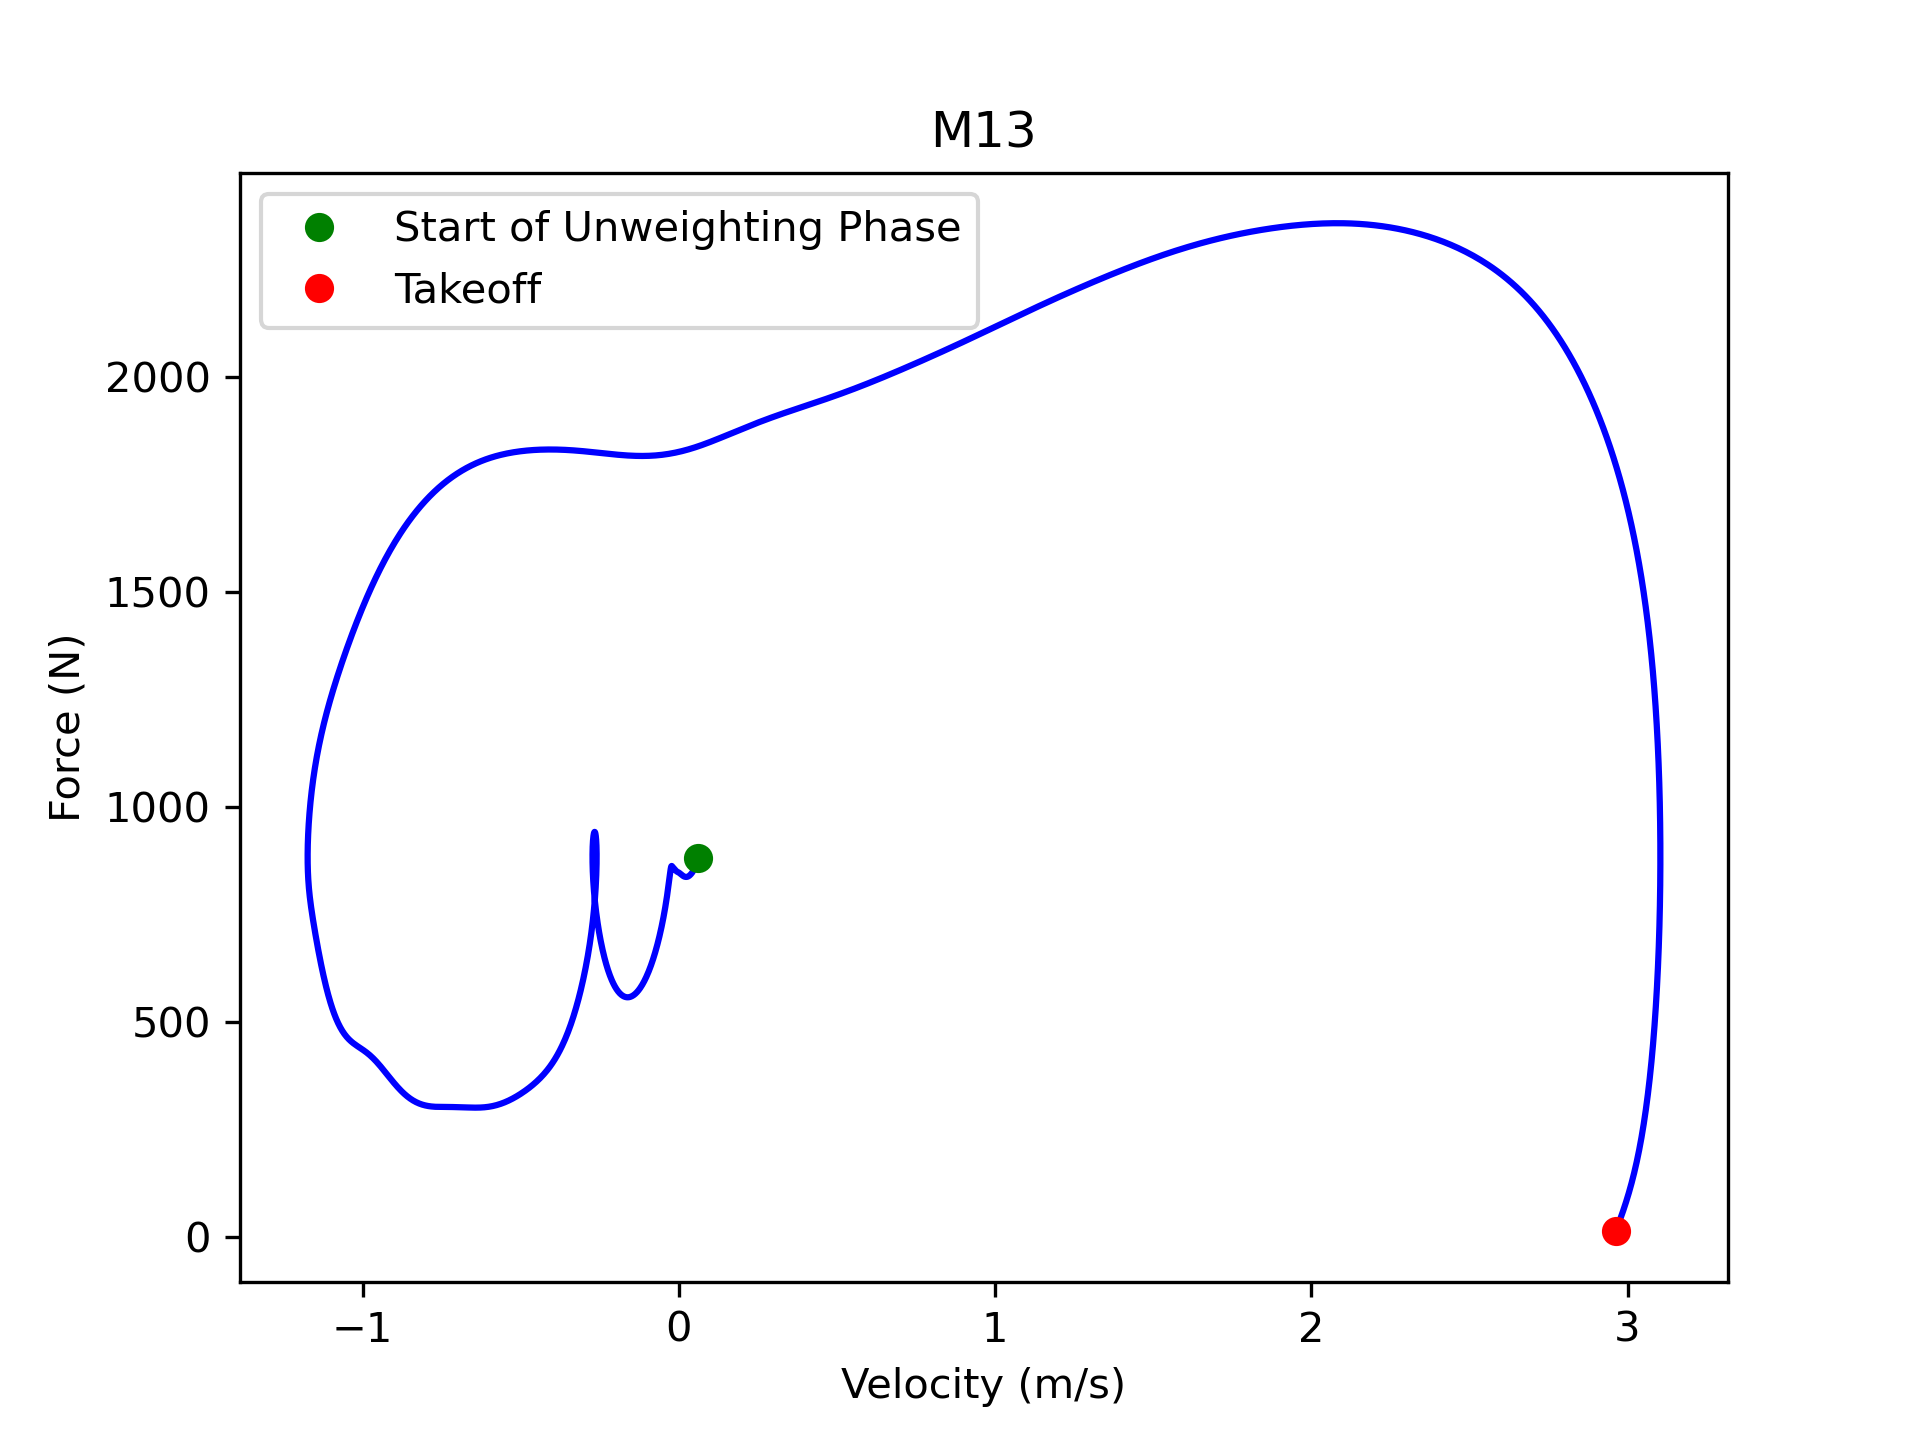 M13
Start of Unweighting Phase
Takeoff
Force (N)
2000
1500
1000
500
0
−1 0 1 2 3
Velocity (m/s)